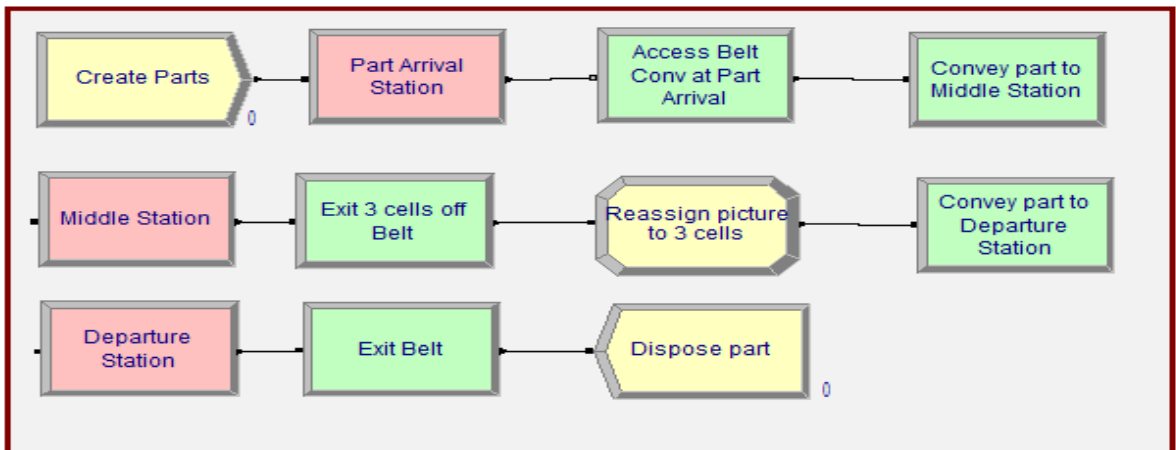 Create Parts
0
Part Arrival
Station
Access Belt
Conv at Part
Arrival
Convey part to
Middle Station
Middle Station
Exit 3 cells off
Belt
Reassign picture
to 3 cells
Convey part to
Departure
Station
Departure
Station
Exit Belt
Dispose part
0